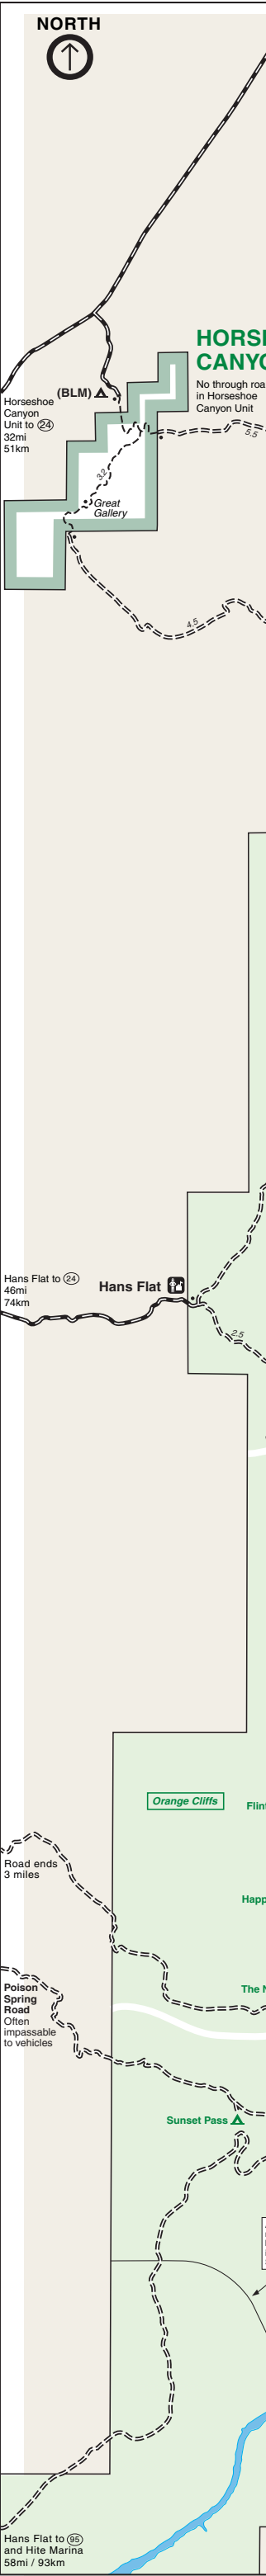 NORTH
HORSE
CANYO
(BLM)
No through roa
in Horseshoe
Canyon Unit
Horseshoe
Canyon
Unit to 24
32mi
51km
5.5
3.2
Great
Gallery
4.5
Hans Flat to 24
46mi
74km
Hans Flat
2.5
Orange Cliffs
Flin
Road ends
3 miles
Happ
Poison
Spring
Road
Often
impassable
to vehicles
The M
Sunset Pass
Hans Flat to 95
and Hite Marina
58mi / 93km